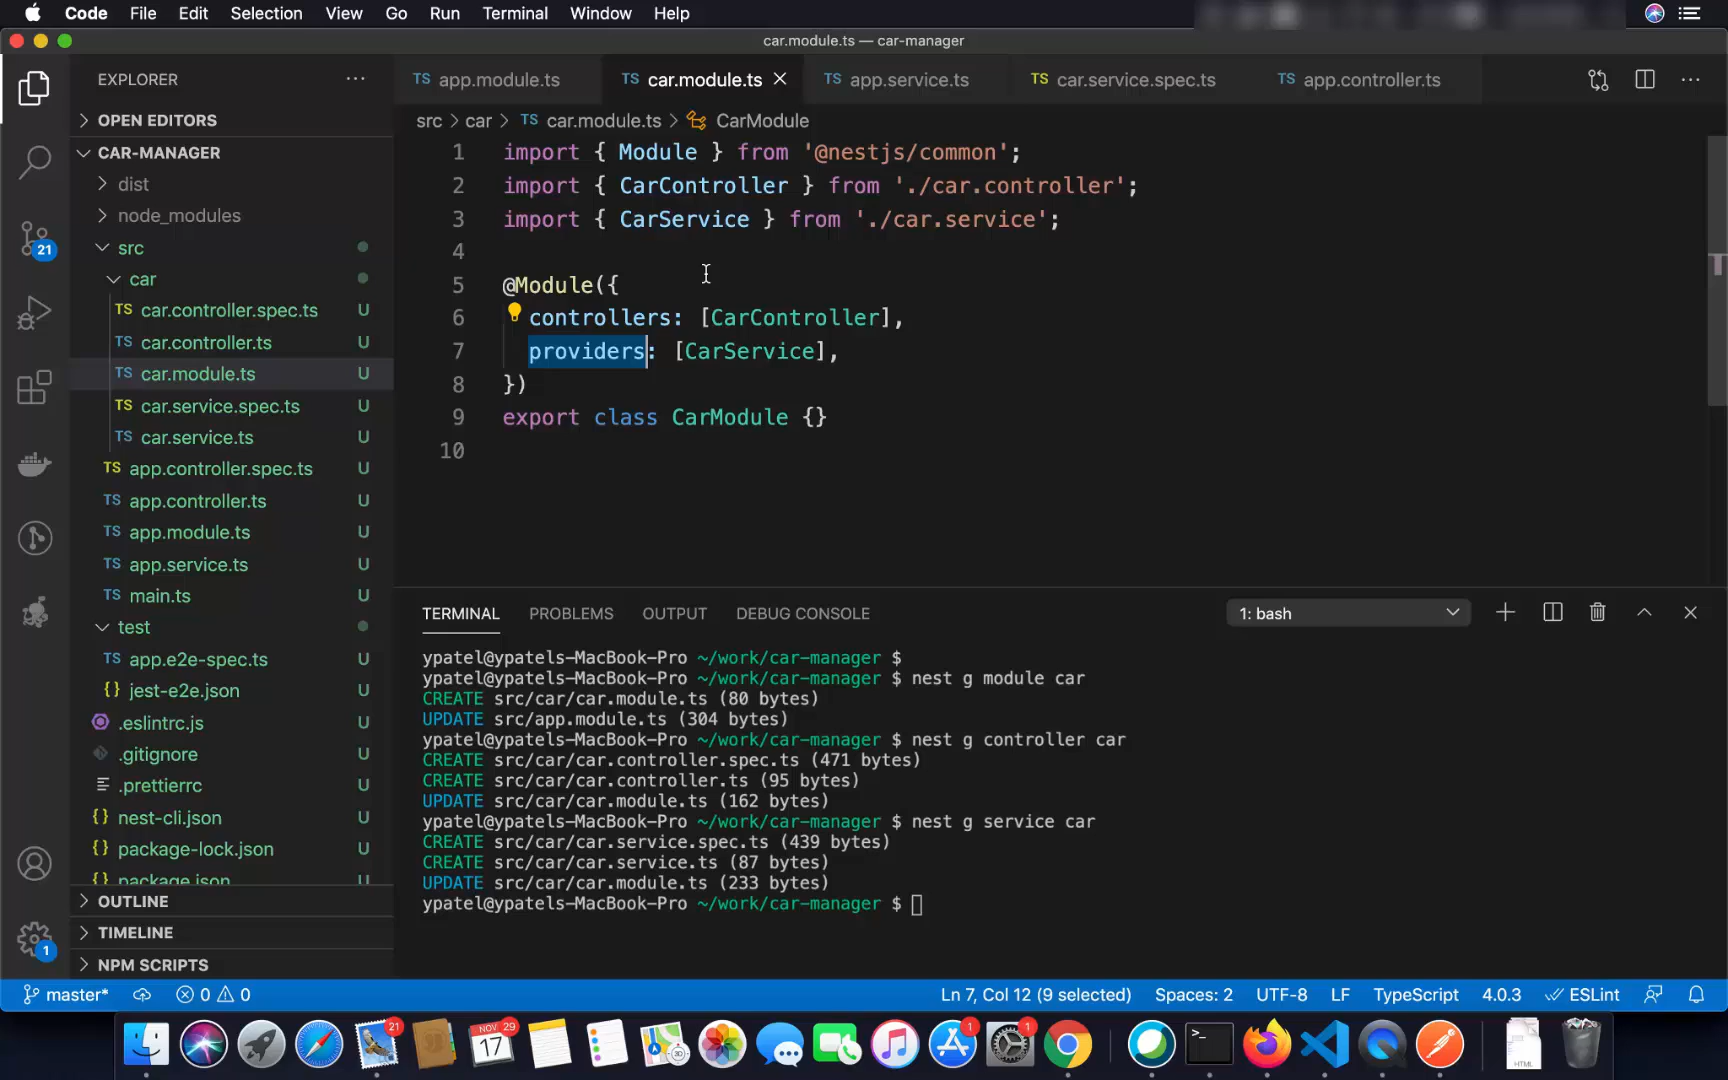 Code File Edit Selection View Go Run Terminal Window Help
car.module.ts — car-manager
EXPLORER
OPEN EDITORS
CAR-MANAGER
dist
node_modules
src
car
TS car.controller.spec.ts U
TS car.controller.ts U
TS car.module.ts U
TS car.service.spec.ts U
TS car.service.ts U
TS app.controller.spec.ts U
TS app.controller.ts U
TS app.module.ts U
TS app.service.ts U
TS main.ts U
test
TS app.e2e-spec.ts U
{} jest-e2e.json U
.eslintrc.js U
.gitignore U
.prettierrc U
{} nest-cli.json U
{} package-lock.json U
{} package.json U
OUTLINE
TIMELINE
NPM SCRIPTS
21
1
TS app.module.ts TS car.module.ts TS app.service.ts TS car.service.spec.ts TS app.controller.ts
src > car > TS car.module.ts > CarModule
1 import { Module } from '@nestjs/common';
2 import { CarController } from './car.controller';
3 import { CarService } from './car.service';
4
5 @Module({
6 controllers: [CarController],
7 providers: [CarService],
8 })
9 export class CarModule {}
10
TERMINAL PROBLEMS OUTPUT DEBUG CONSOLE 1: bash
ypatel@ypatels-MacBook-Pro ~/work/car-manager $
ypatel@ypatels-MacBook-Pro ~/work/car-manager $ nest g module car
CREATE src/car/car.module.ts (80 bytes)
UPDATE src/app.module.ts (304 bytes)
ypatel@ypatels-MacBook-Pro ~/work/car-manager $ nest g controller car
CREATE src/car/car.controller.spec.ts (471 bytes)
CREATE src/car/car.controller.ts (95 bytes)
UPDATE src/car/car.module.ts (162 bytes)
ypatel@ypatels-MacBook-Pro ~/work/car-manager $ nest g service car
CREATE src/car/car.service.spec.ts (439 bytes)
CREATE src/car/car.service.ts (87 bytes)
UPDATE src/car/car.module.ts (233 bytes)
ypatel@ypatels-MacBook-Pro ~/work/car-manager $
master* 0 0 Ln 7, Col 12 (9 selected) Spaces: 2 UTF-8 LF TypeScript 4.0.3 ESLint
21 NOV 29 17 1 1 3D >_ HTML